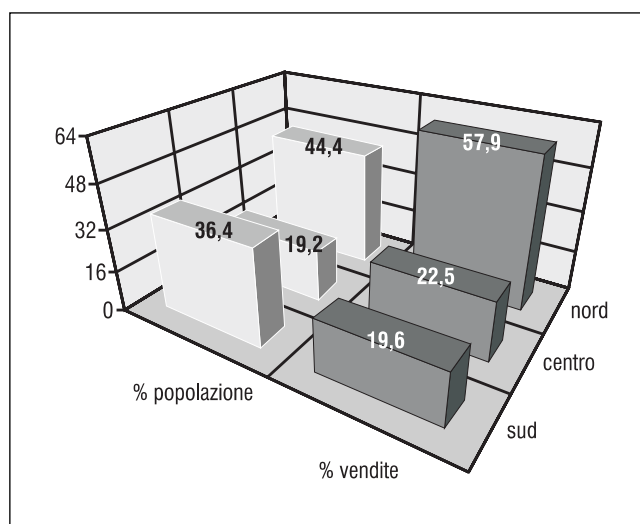 64
48
32
16
0
44,4
57,9
36,4
19,2
22,5
19,6
nord
centro
sud
% popolazione
% vendite